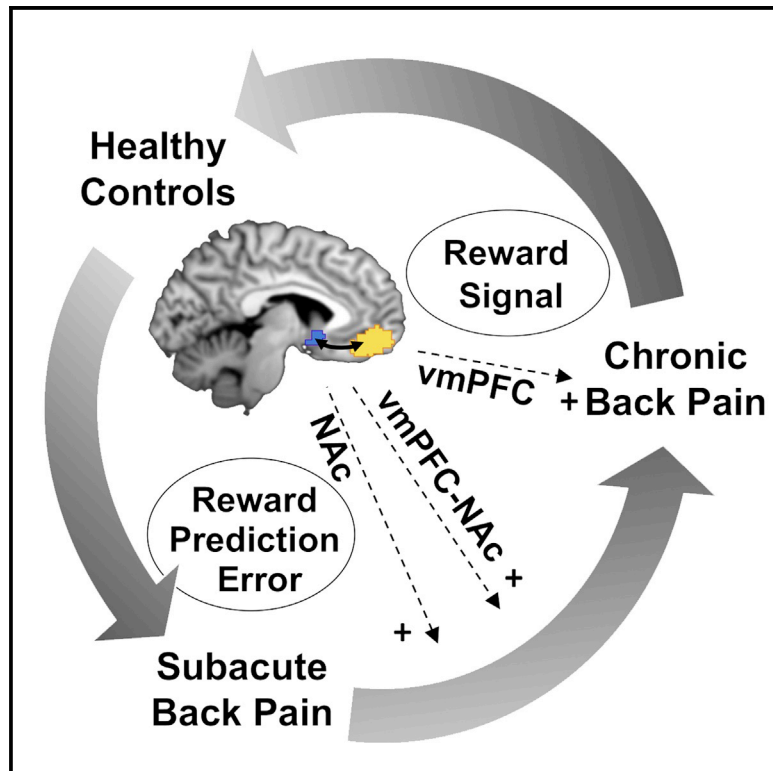 Healthy
Controls
Reward
Signal
vmPFC
+
Chronic
Back Pain
NAc
vmPFC-NAc
+
+
Reward
Prediction
Error
Subacute
Back Pain